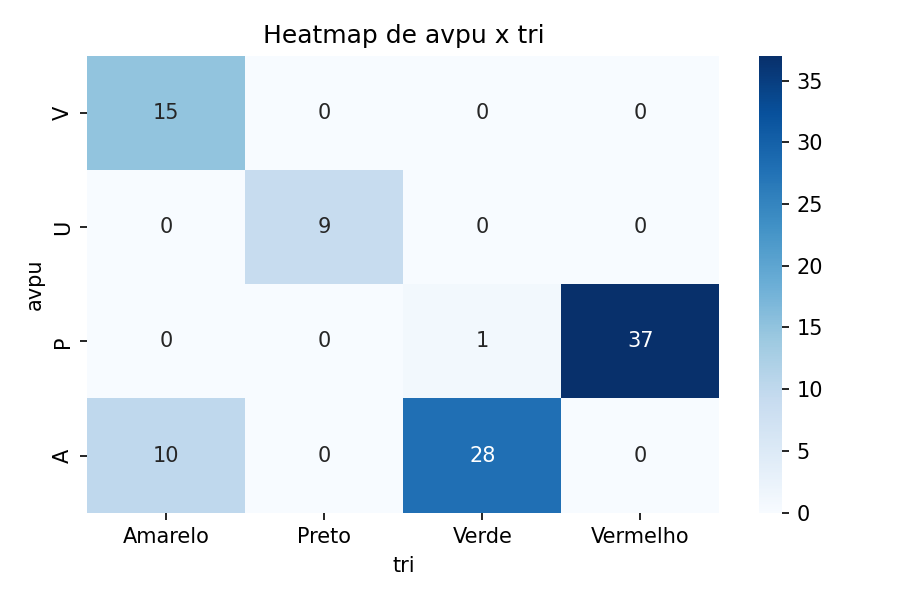 Heatmap de avpu x tri
avpu
V 15 0 0 0
U 0 9 0 0
P 0 0 1 37
A 10 0 28 0
Amarelo Preto Verde Vermelho
tri
35
30
25
20
15
10
5
0